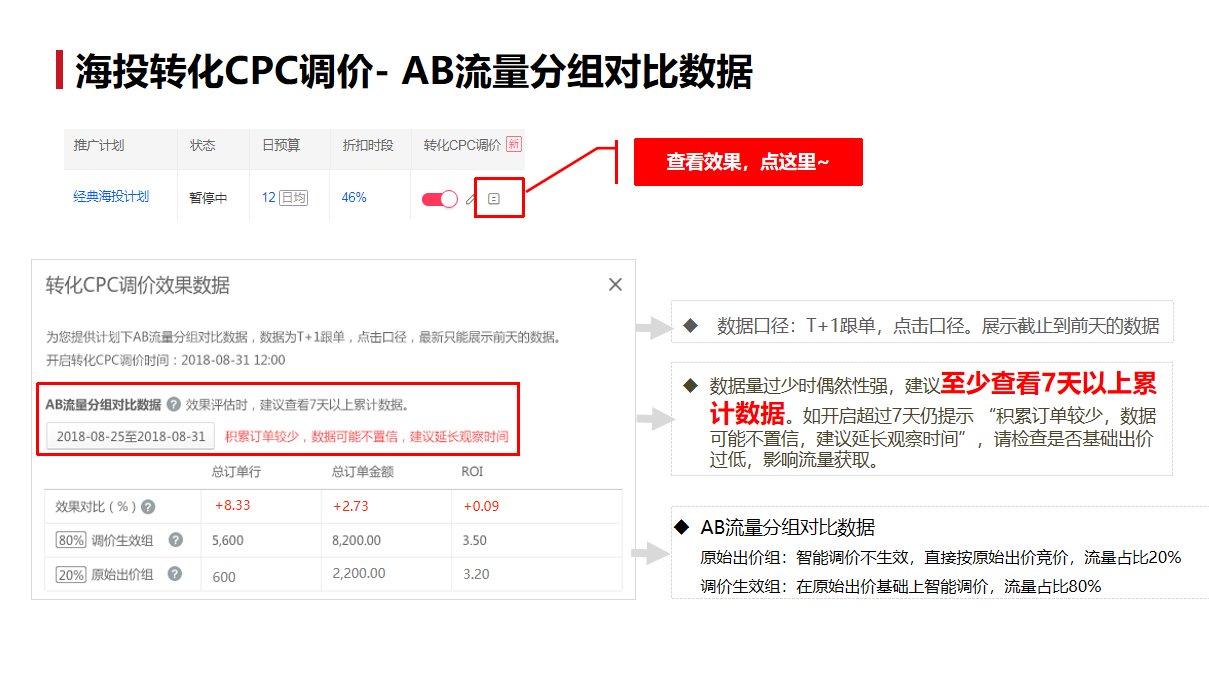 海投转化CPC调价- AB流量分组对比数据
推广计划 状态 日预算 折扣时段 转化CPC调价 新
经典海投计划 暂停中 12 日均 46%
查看效果，点这里~
转化CPC调价效果数据
为您提供计划下AB流量分组对比数据，数据为T+1跟单，点击口径，最新只能展示前天的数据。
开启转化CPC调价时间：2018-08-31 12:00
AB流量分组对比数据 ? 效果评估时，建议查看7天以上累计数据。
2018-08-25至2018-08-31 积累订单较少，数据可能不置信，建议延长观察时间
总订单行 总订单金额 ROI
效果对比（%）? +8.33 +2.73 +0.09
80% 调价生效组 ? 5,600 8,200.00 3.50
20% 原始出价组 ? 600 2,200.00 3.20
◆ 数据口径：T+1跟单，点击口径。展示截止到前天的数据
◆ 数据量过少时偶然性强，建议至少查看7天以上累
计数据。如开启超过7天仍提示 “积累订单较少，数据
可能不置信，建议延长观察时间”，请检查是否基础出价
过低，影响流量获取。
◆ AB流量分组对比数据
原始出价组：智能调价不生效，直接按原始出价竞价，流量占比20%
调价生效组：在原始出价基础上智能调价，流量占比80%